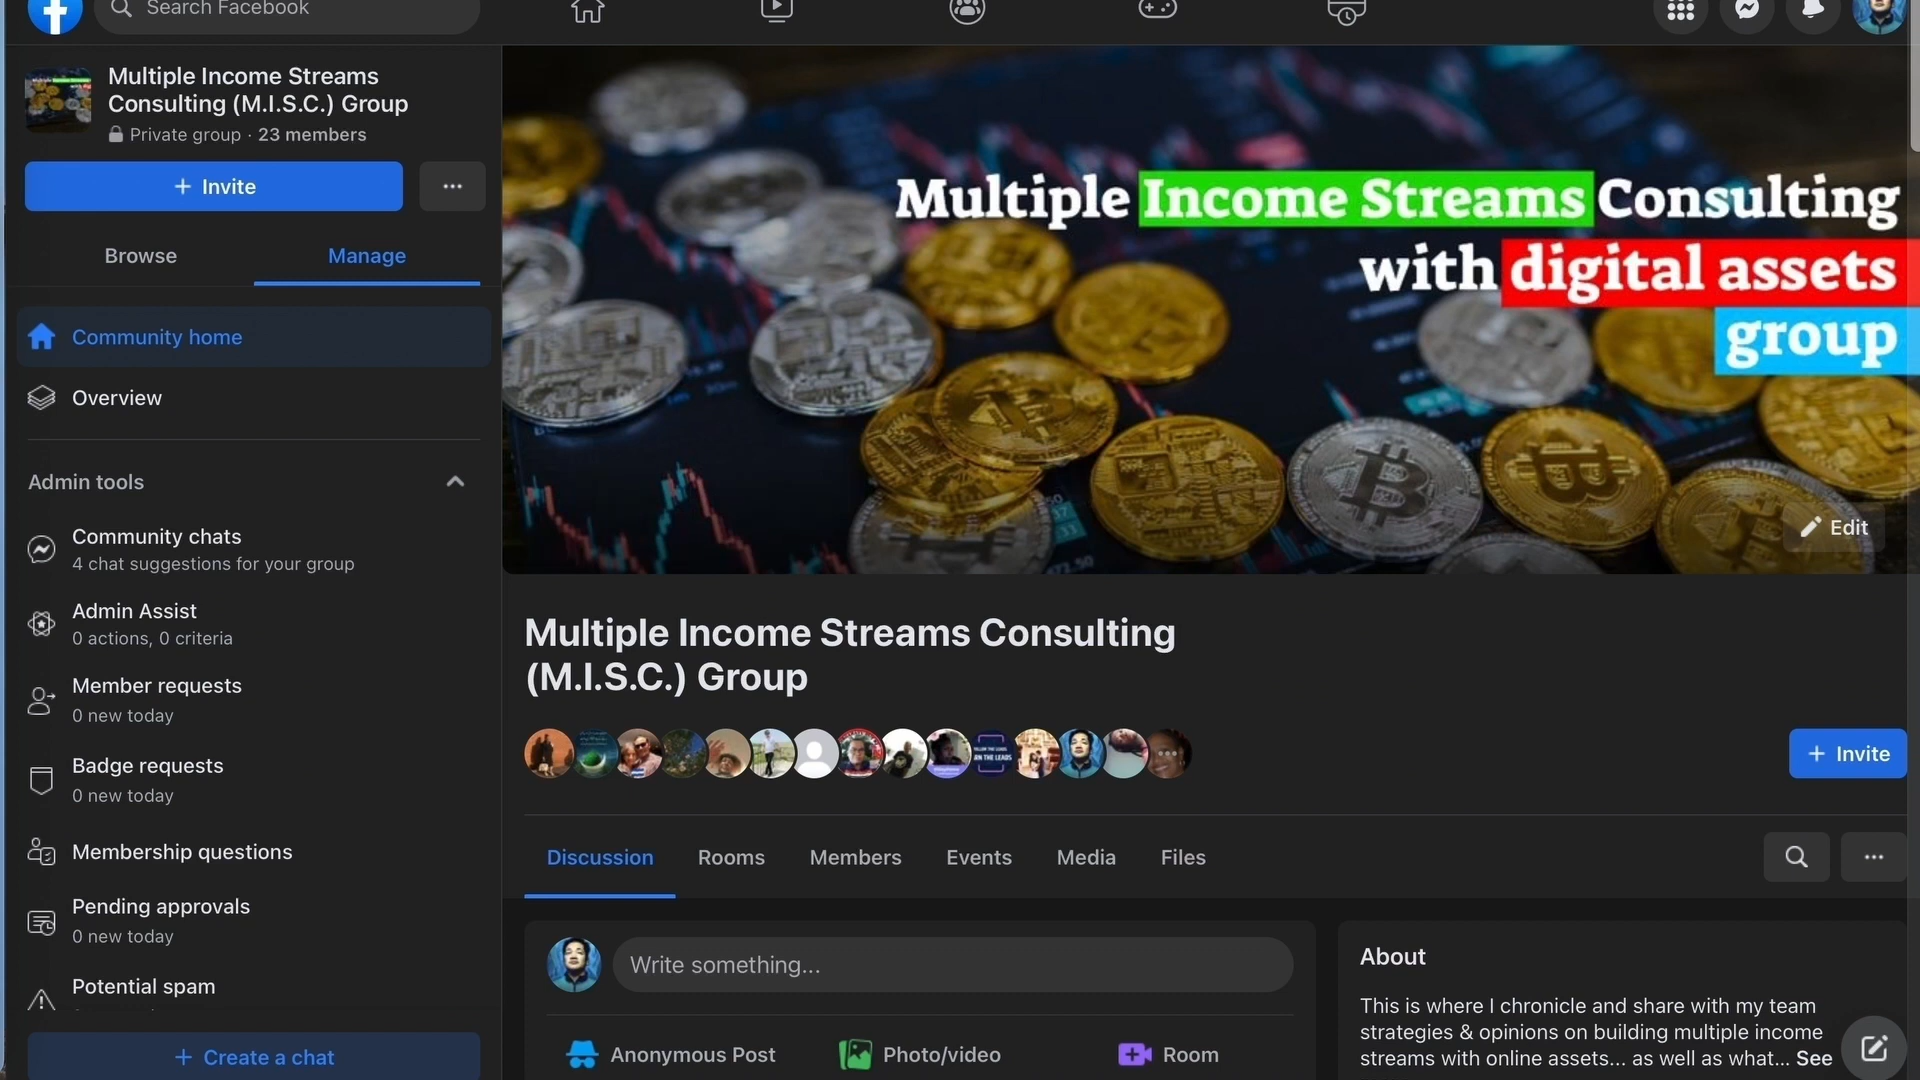 Search Facebook
Multiple Income Streams
Consulting (M.I.S.C.) Group
Private group · 23 members
+ Invite
...
Browse
Manage
Community home
Overview
Admin tools
Community chats
4 chat suggestions for your group
Admin Assist
0 actions, 0 criteria
Member requests
0 new today
Badge requests
0 new today
Membership questions
Pending approvals
0 new today
Potential spam
+ Create a chat
Multiple Income Streams Consulting
with digital assets
group
Edit
Multiple Income Streams Consulting
(M.I.S.C.) Group
+ Invite
Discussion
Rooms
Members
Events
Media
Files
...
Write something...
Anonymous Post
Photo/video
Room
About
This is where I chronicle and share with my team
strategies & opinions on building multiple income
streams with online assets... as well as what... See